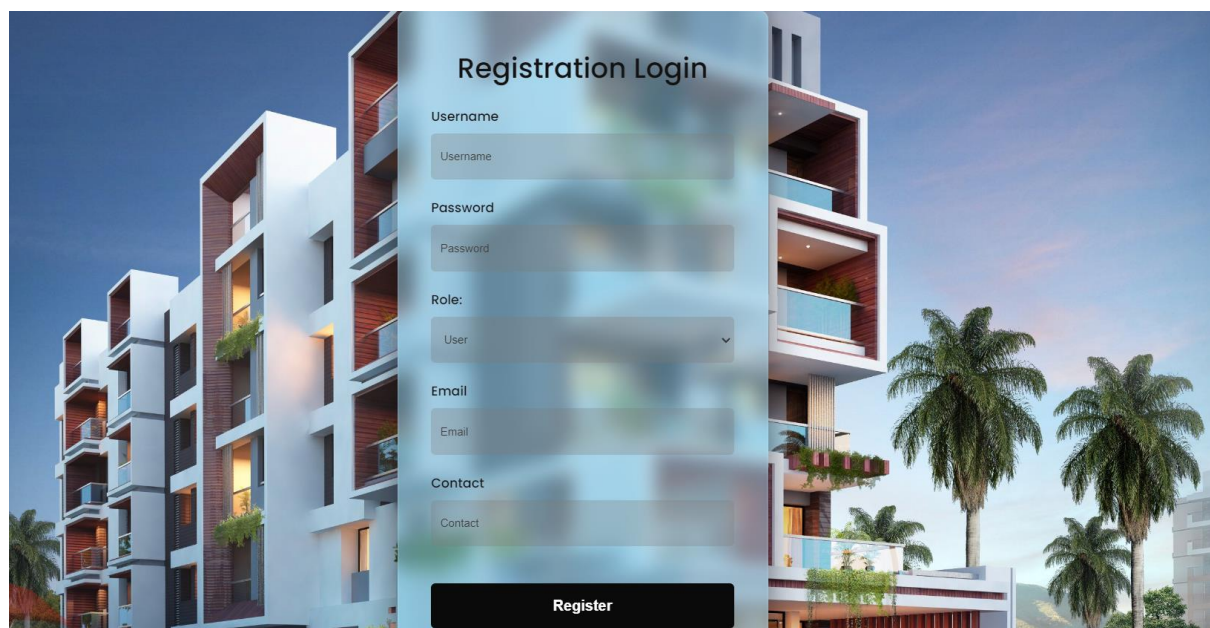 Registration Login
Username
Username
Password
Password
Role:
User
Email
Email
Contact
Contact
Register